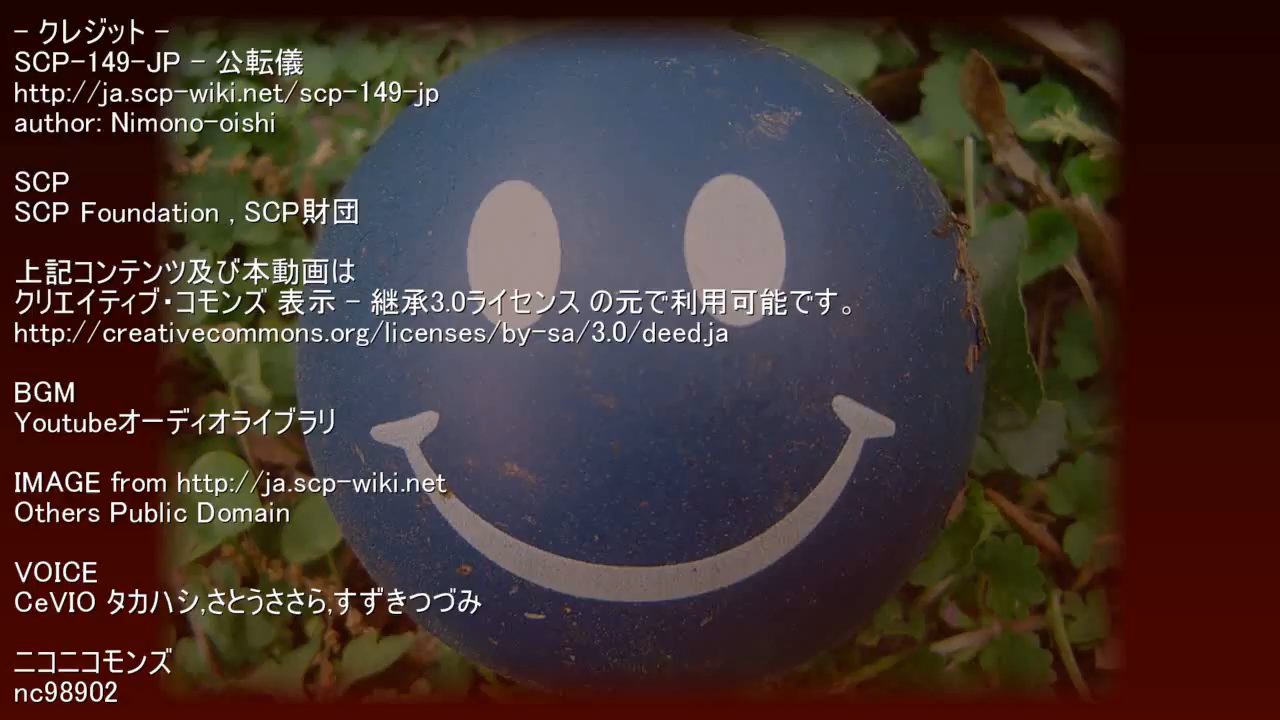 - クレジット -
SCP-149-JP - 公転儀
http://ja.scp-wiki.net/scp-149-jp
author: Nimono-oishi
SCP
SCP Foundation , SCP財団
上記コンテンツ及び本動画は
クリエイティブ・コモンズ 表示 - 継承3.0ライセンス の元で利用可能です。
http://creativecommons.org/licenses/by-sa/3.0/deed.ja
BGM
Youtubeオーディオライブラリ
IMAGE from http://ja.scp-wiki.net
Others Public Domain
VOICE
CeVIO タカハシ,さとうささら,すずきつづみ
ニコニコモンズ
nc98902